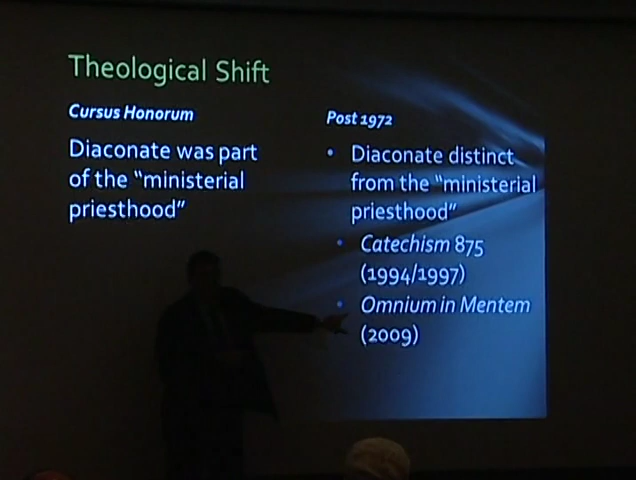 Theological Shift
Cursus Honorum
Diaconate was part
of the "ministerial
priesthood"
Post 1972
• Diaconate distinct
from the "ministerial
priesthood"
• Catechism 875
(1994/1997)
• Omnium in Mentem
(2009)